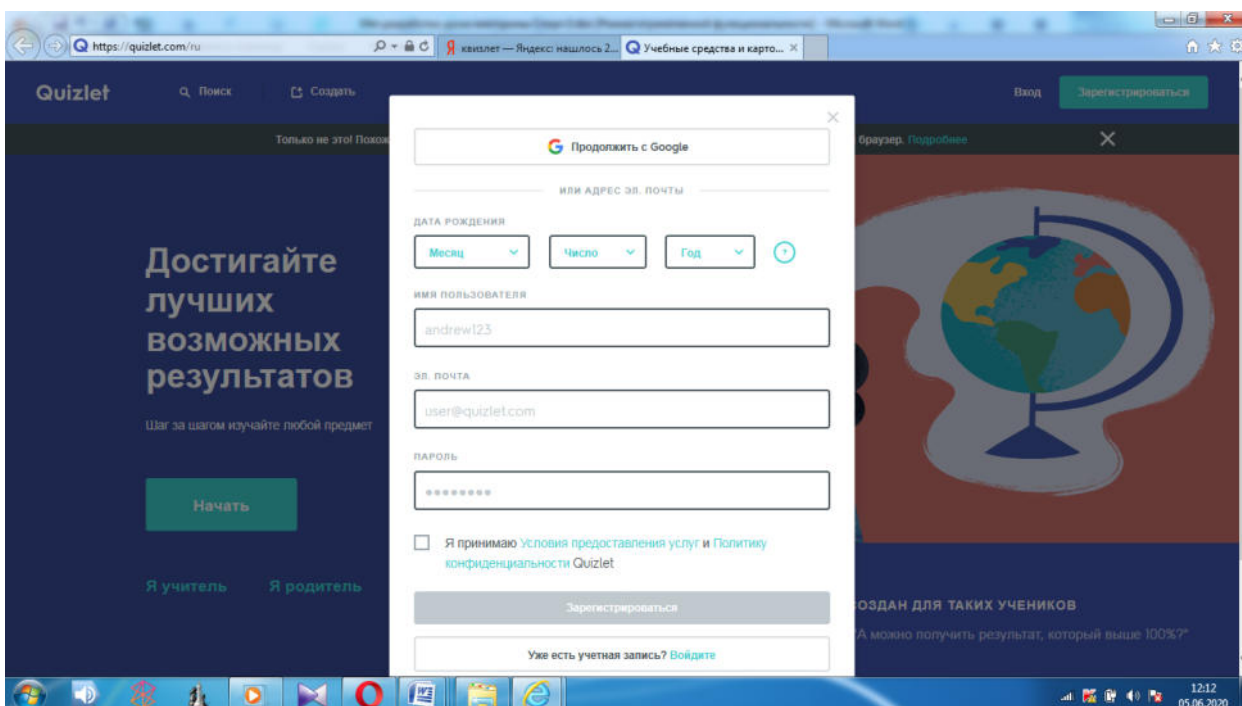 https://quizlet.com/ru
квизлет — Яндекс: нашлось 2...
Учебные средства и карто...
Quizlet
Поиск
Создать
Вход
Зарегистрироваться
Только не это! Похож
браузер. Подробнее
Продолжить с Google
ИЛИ АДРЕС ЭЛ. ПОЧТЫ
ДАТА РОЖДЕНИЯ
Месяц
Число
Год
?
ИМЯ ПОЛЬЗОВАТЕЛЯ
andrew123
ЭЛ. ПОЧТА
user@quizlet.com
ПАРОЛЬ
Я принимаю Условия предоставления услуг и Политику
конфиденциальности Quizlet
Зарегистрироваться
Уже есть учетная запись? Войдите
Достигайте
лучших
возможных
результатов
Шаг за шагом изучайте любой предмет
Начать
Я учитель
Я родитель
ОЗДАН ДЛЯ ТАКИХ УЧЕНИКОВ
"А можно получить результат, который выше 100%?"
12:12
05.06.2020